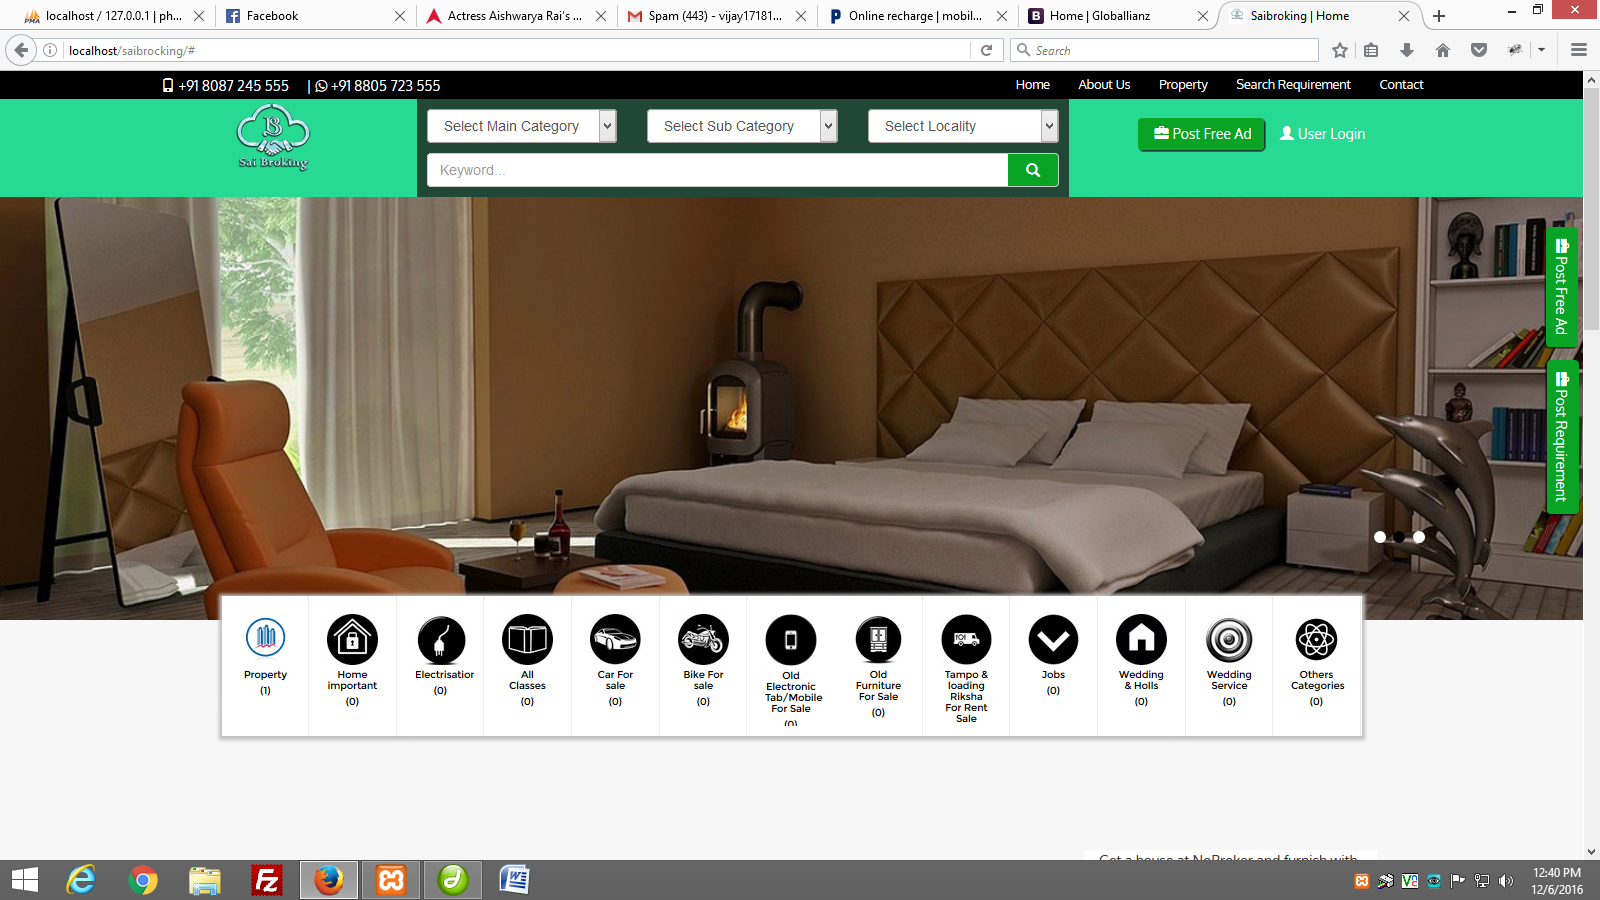 localhost / 127.0.0.1 | ph...
Facebook
Actress Aishwarya Rai's ...
Spam (443) - vijay17181...
Online recharge | mobil...
Home | Globallianz
Saibroking | Home
localhost/saibrocking/#
Search
+91 8087 245 555 | +91 8805 723 555
Home About Us Property Search Requirement Contact
Sai Broking
Select Main Category Select Sub Category Select Locality
Keyword...
Post Free Ad User Login
Post Free Ad
Post Requirement
Property
(1)
Home
important
(0)
Electrisation
(0)
All
Classes
(0)
Car For
sale
(0)
Bike For
sale
(0)
Old
Electronic
Tab/Mobile
For Sale
(0)
Old
Furniture
For Sale
(0)
Tampo &
loading
Riksha
For Rent
Sale
Jobs
(0)
Wedding
& Holls
(0)
Wedding
Service
(0)
Others
Categories
(0)
Get a house at NoBroker and furnish with
12:40 PM
12/6/2016